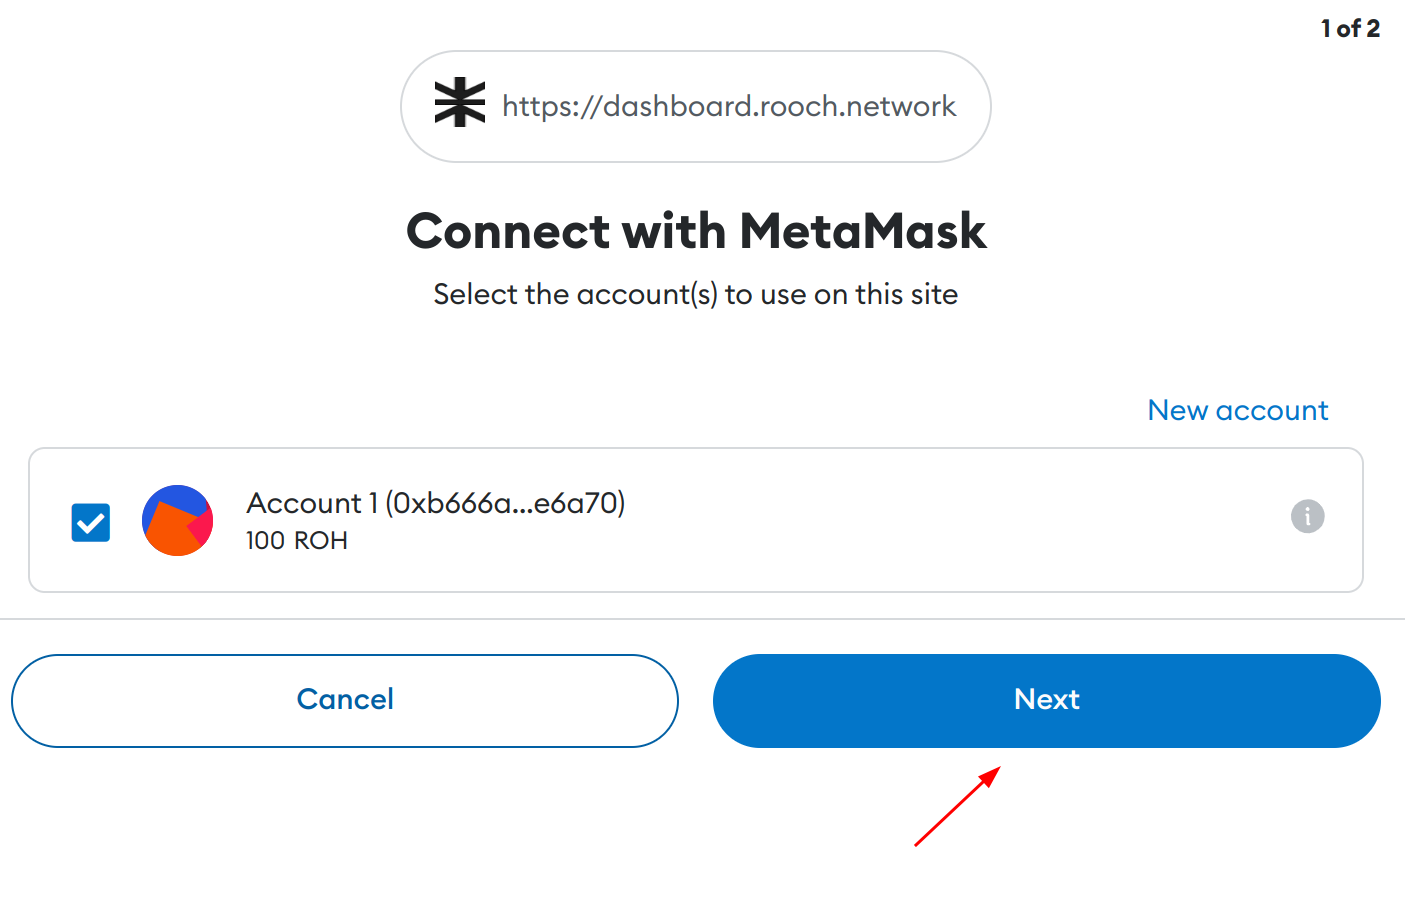 1 of 2
https://dashboard.rooch.network
Connect with MetaMask
Select the account(s) to use on this site
New account
Account 1 (0xb666a...e6a70)
100 ROH
Cancel
Next